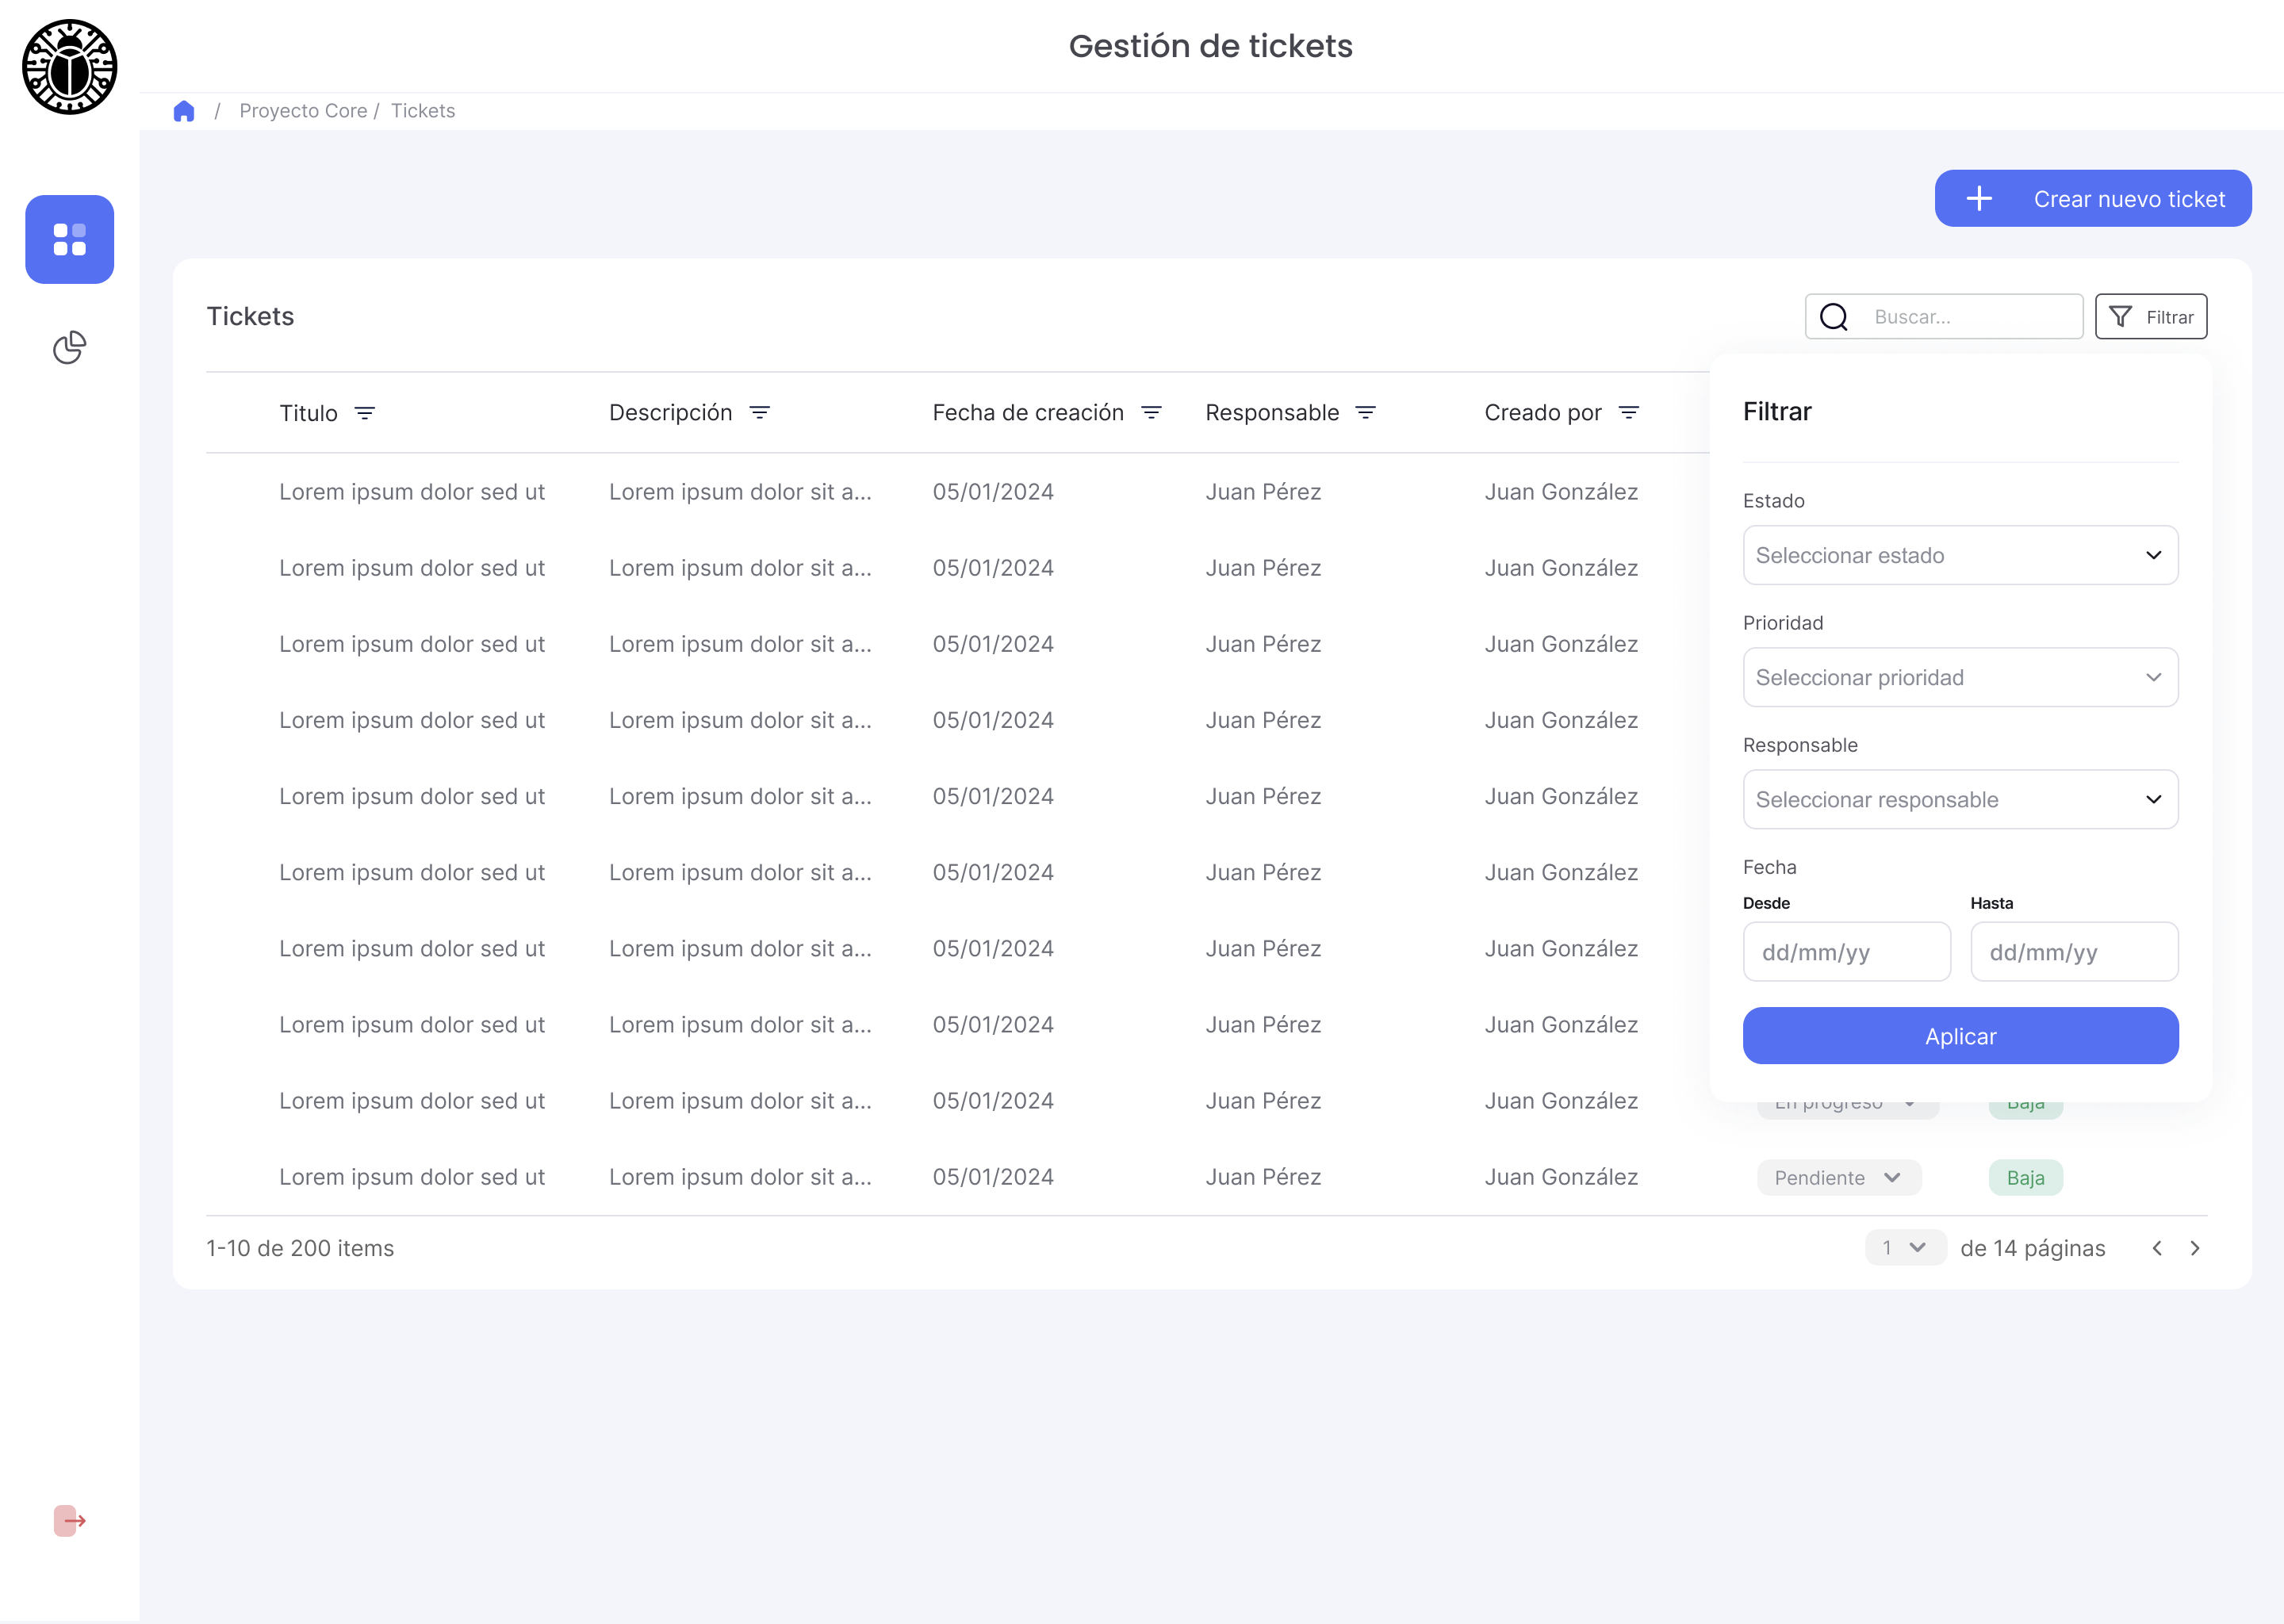 Gestión de tickets
/ Proyecto Core / Tickets
Crear nuevo ticket
Tickets
Buscar...
Filtrar
Titulo Descripción Fecha de creación Responsable Creado por
Lorem ipsum dolor sed ut Lorem ipsum dolor sit a... 05/01/2024 Juan Pérez Juan González
Lorem ipsum dolor sed ut Lorem ipsum dolor sit a... 05/01/2024 Juan Pérez Juan González
Lorem ipsum dolor sed ut Lorem ipsum dolor sit a... 05/01/2024 Juan Pérez Juan González
Lorem ipsum dolor sed ut Lorem ipsum dolor sit a... 05/01/2024 Juan Pérez Juan González
Lorem ipsum dolor sed ut Lorem ipsum dolor sit a... 05/01/2024 Juan Pérez Juan González
Lorem ipsum dolor sed ut Lorem ipsum dolor sit a... 05/01/2024 Juan Pérez Juan González
Lorem ipsum dolor sed ut Lorem ipsum dolor sit a... 05/01/2024 Juan Pérez Juan González
Lorem ipsum dolor sed ut Lorem ipsum dolor sit a... 05/01/2024 Juan Pérez Juan González
Lorem ipsum dolor sed ut Lorem ipsum dolor sit a... 05/01/2024 Juan Pérez Juan González En progreso Baja
Lorem ipsum dolor sed ut Lorem ipsum dolor sit a... 05/01/2024 Juan Pérez Juan González Pendiente Baja
Filtrar
Estado
Seleccionar estado
Prioridad
Seleccionar prioridad
Responsable
Seleccionar responsable
Fecha
Desde Hasta
dd/mm/yy dd/mm/yy
Aplicar
1-10 de 200 items
1 de 14 páginas